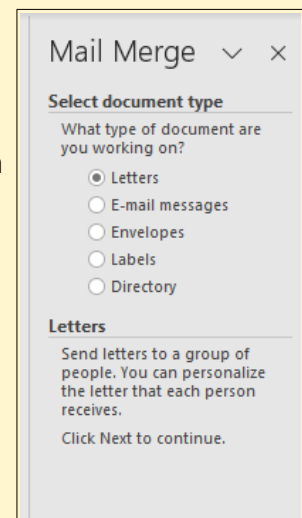 Mail Merge
Select document type
What type of document are
you working on?
Letters
E-mail messages
Envelopes
Labels
Directory
Letters
Send letters to a group of
people. You can personalize
the letter that each person
receives.
Click Next to continue.